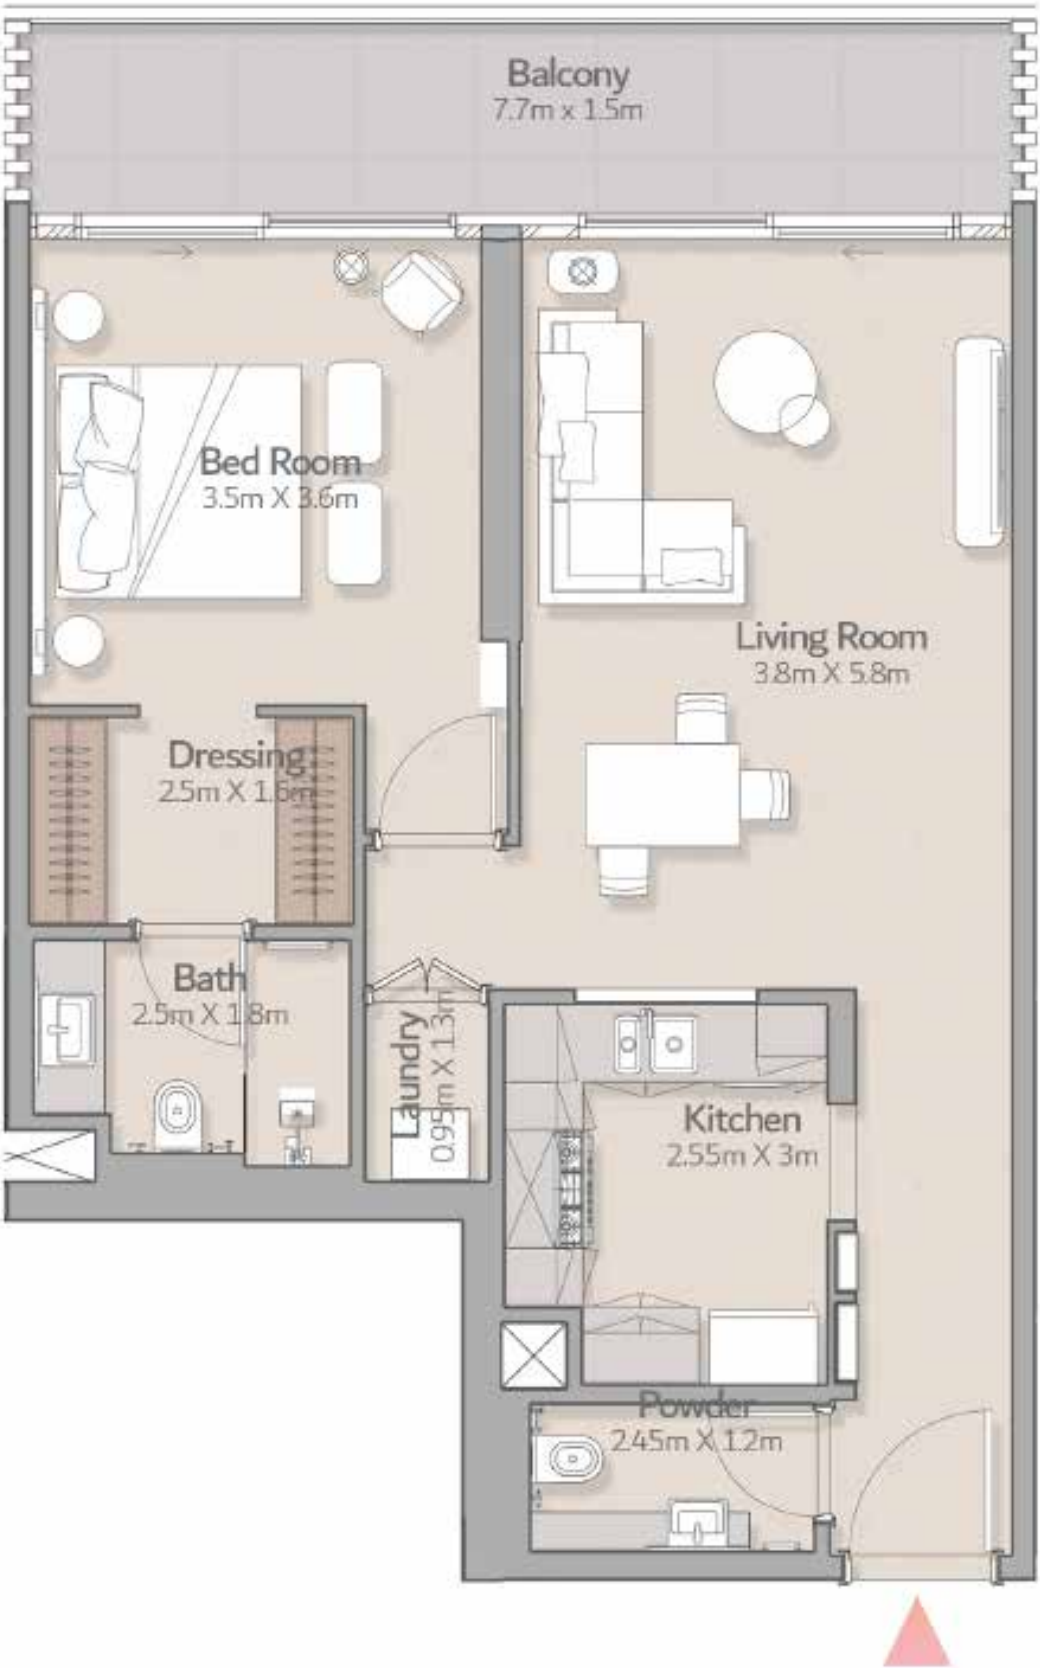 Balcony
7.7m x 1.5m
Bed Room
3.5m X 3.6m
Living Room
3.8m X 5.8m
Dressing
2.5m X 1.6m
Bath
2.5m X 1.8m
Laundry
0.95m X 1.3m
Kitchen
2.55m X 3m
Powder
2.45m X 1.2m